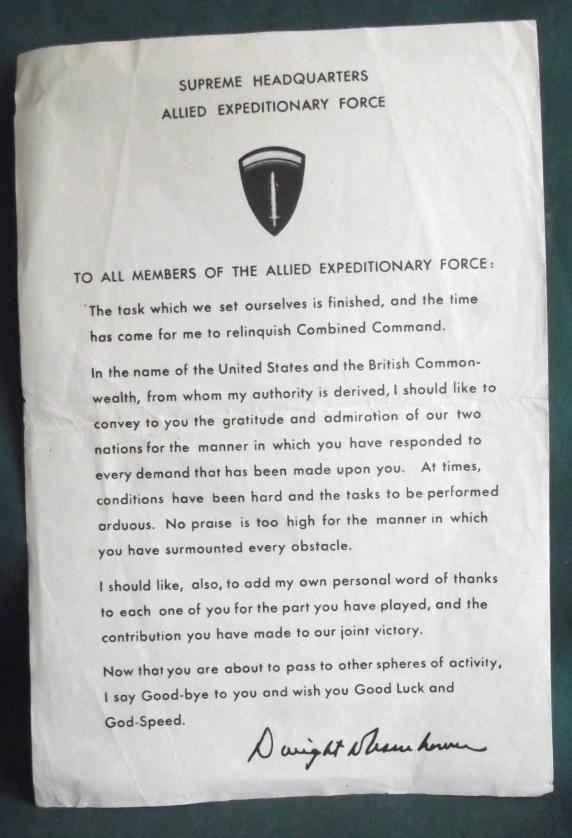 SUPREME HEADQUARTERS
ALLIED EXPEDITIONARY FORCE
TO ALL MEMBERS OF THE ALLIED EXPEDITIONARY FORCE:
The task which we set ourselves is finished, and the time
has come for me to relinquish Combined Command.
In the name of the United States and the British Common-
wealth, from whom my authority is derived, I should like to
convey to you the gratitude and admiration of our two
nations for the manner in which you have responded to
every demand that has been made upon you. At times,
conditions have been hard and the tasks to be performed
arduous. No praise is too high for the manner in which
you have surmounted every obstacle.
I should like, also, to add my own personal word of thanks
to each one of you for the part you have played, and the
contribution you have made to our joint victory.
Now that you are about to pass to other spheres of activity,
I say Good-bye to you and wish you Good Luck and
God-Speed.
Dwight D Eisenhower